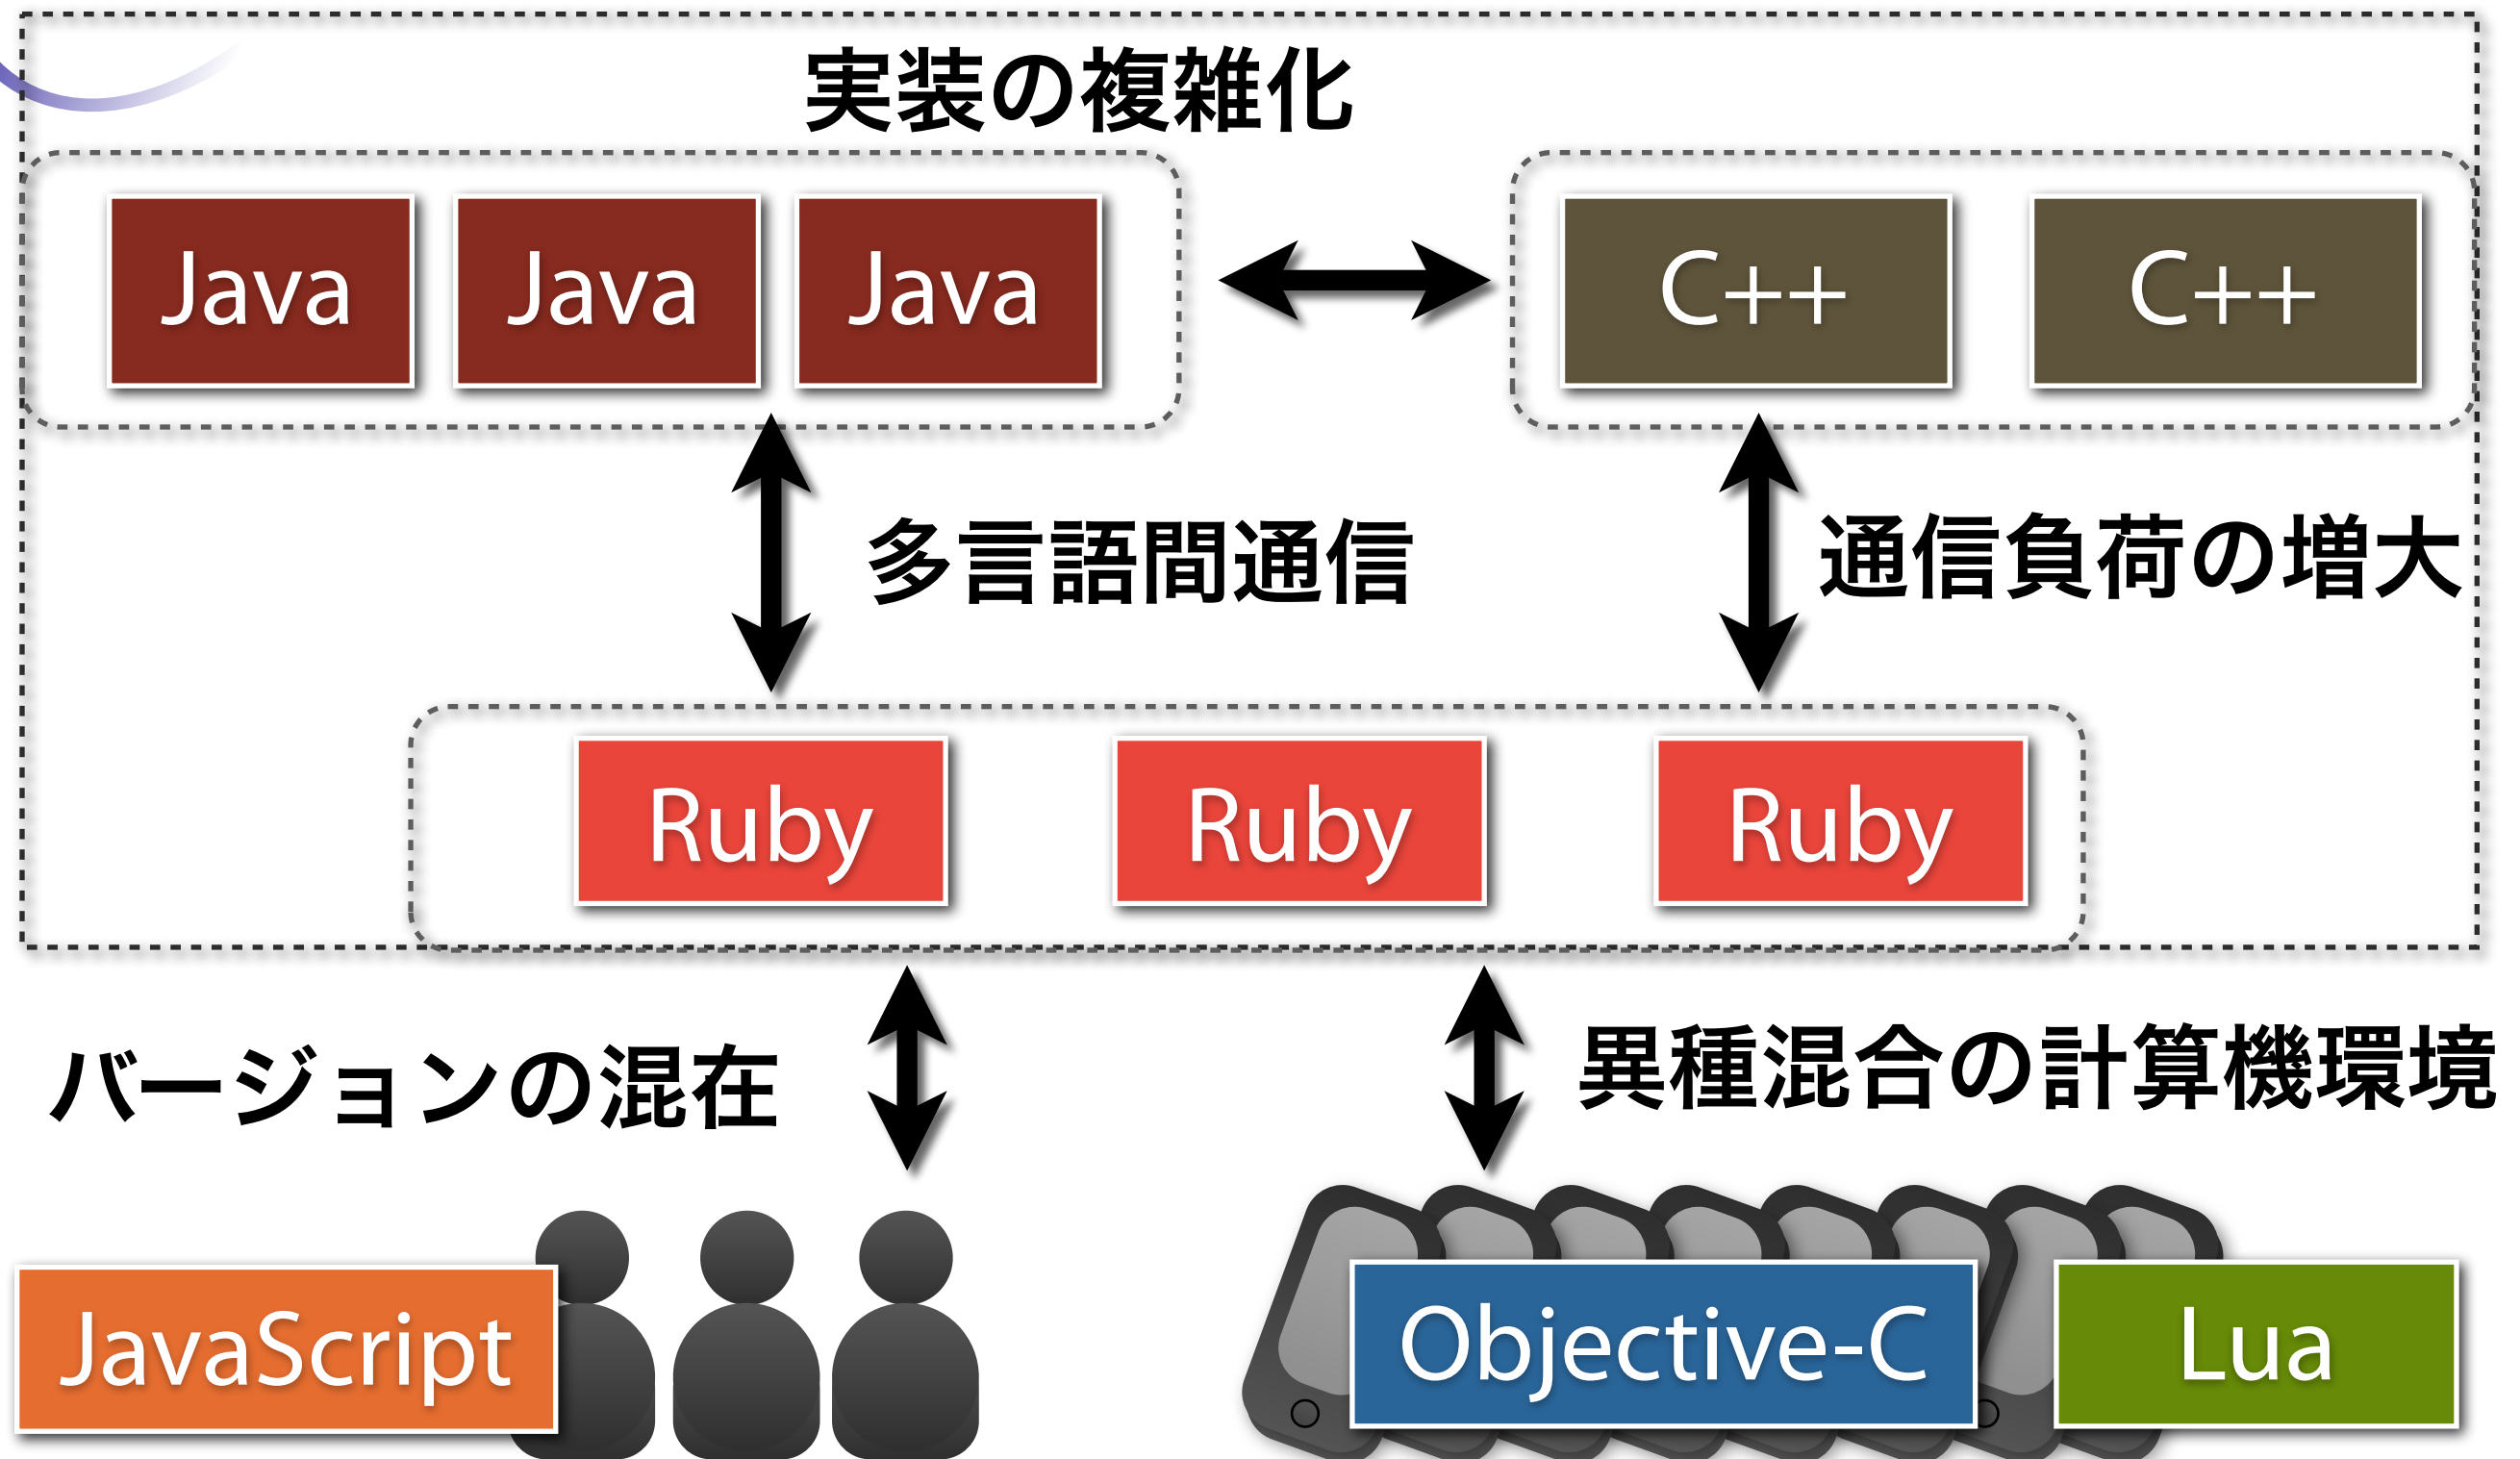 実装の複雑化
Java
Java
Java
C++
C++
多言語間通信
通信負荷の増大
Ruby
Ruby
Ruby
バージョンの混在
異種混合の計算機環境
JavaScript
Objective-C
Lua